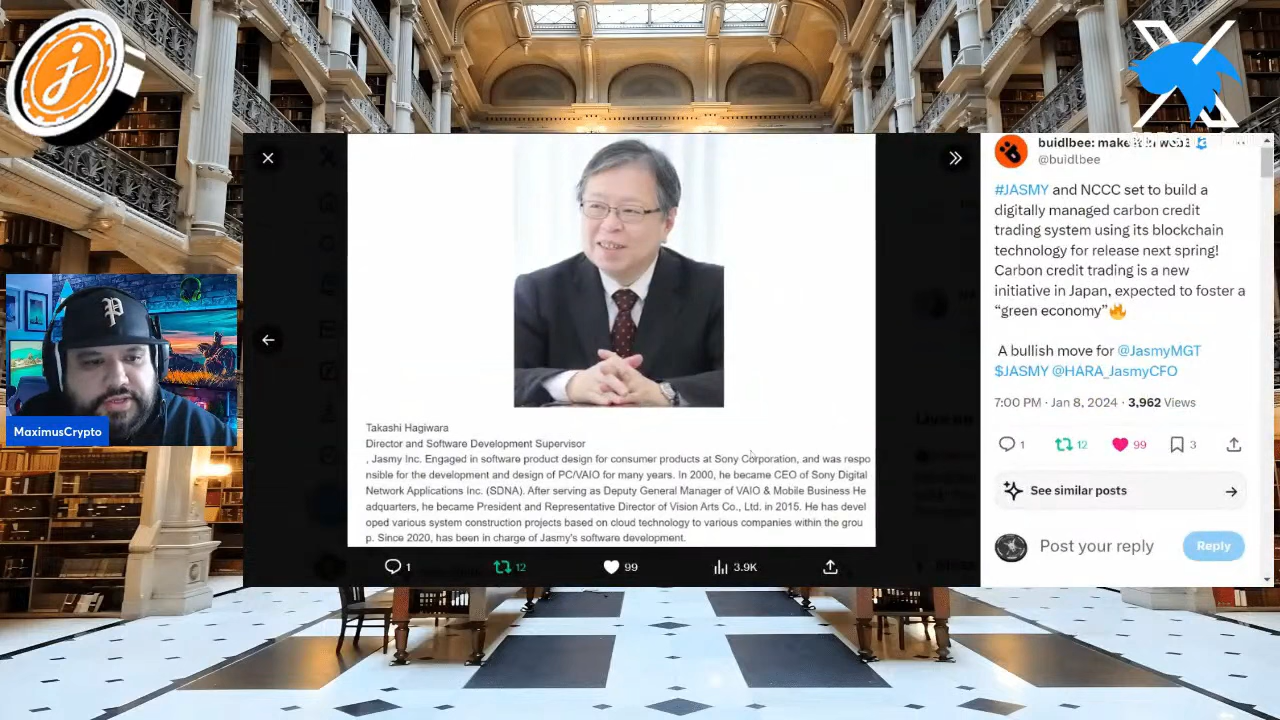 buidlbee:
@buidlbee
#JASMY and NCCC set to build a
digitally managed carbon credit
trading system using its blockchain
technology for release next spring!
Carbon credit trading is a new
initiative in Japan, expected to foster a
“green economy”🔥
A bullish move for @JasmyMGT
$JASMY @HARA_JasmyCFO
7:00 PM · Jan 8, 2024 · 3,962 Views
1 12 99 3
See similar posts
Post your reply
Reply
Takashi Hagiwara
Director and Software Development Supervisor
, Jasmy Inc. Engaged in software product design for consumer products at Sony Corporation, and was respo
nsible for the development and design of PC/VAIO for many years. In 2000, he became CEO of Sony Digital
Network Applications Inc. (SDNA). After serving as Deputy General Manager of VAIO & Mobile Business He
adquarters, he became President and Representative Director of Vision Arts Co., Ltd. in 2015. He has devel
oped various system construction projects based on cloud technology to various companies within the grou
p. Since 2020, has been in charge of Jasmy's software development.
1 12 99 3.9K
P
MaximusCrypto